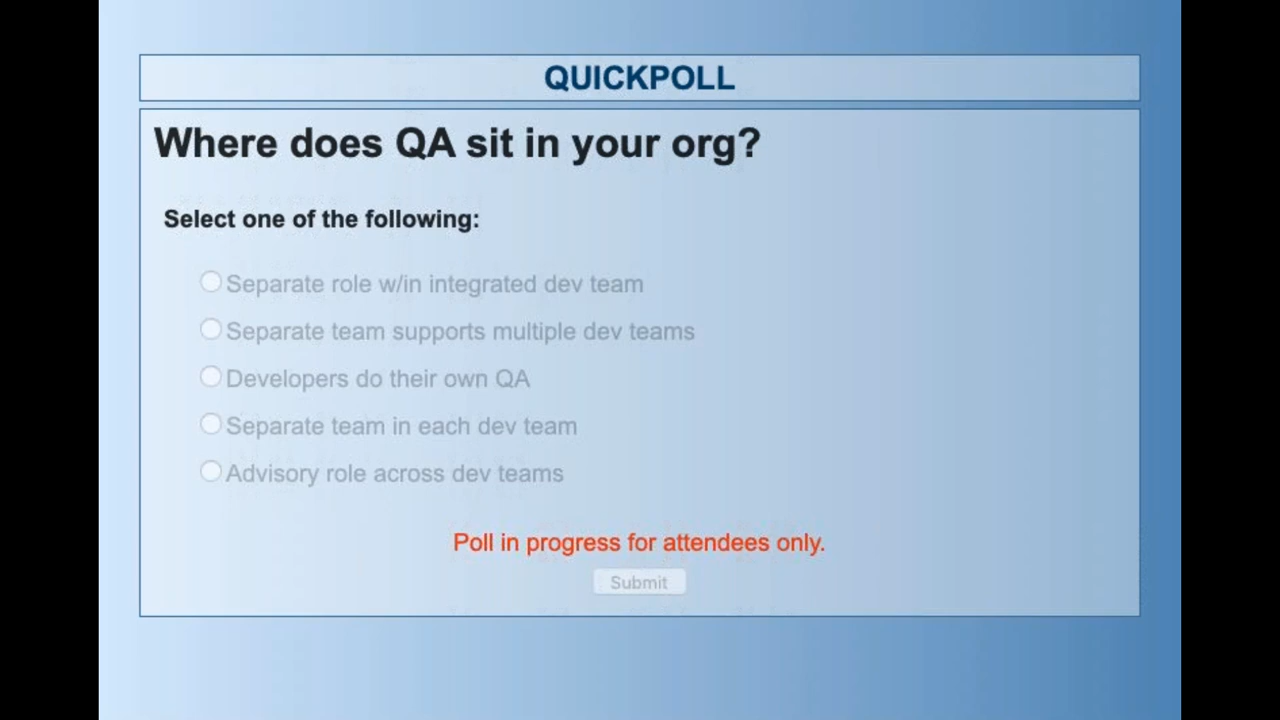 QUICKPOLL
Where does QA sit in your org?
Select one of the following:
Separate role w/in integrated dev team
Separate team supports multiple dev teams
Developers do their own QA
Separate team in each dev team
Advisory role across dev teams
Poll in progress for attendees only.
Submit